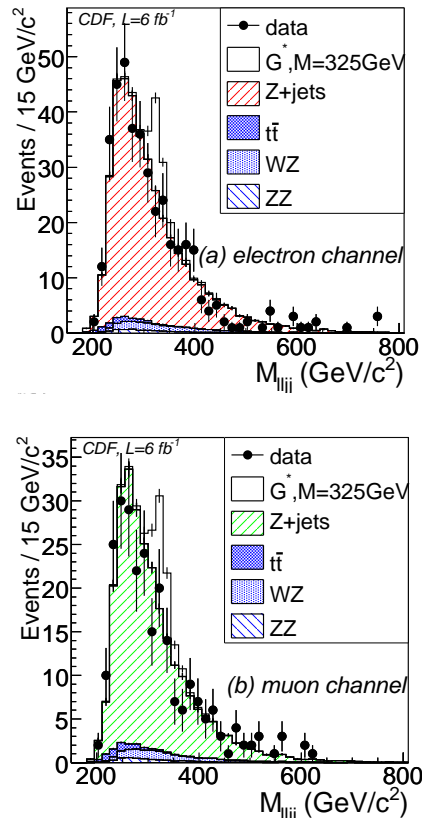 CDF, L=6 fb⁻¹
data
G*,M=325GeV
Z+jets
tt̄
WZ
ZZ
(a) electron channel
Events / 15 GeV/c²
50
40
30
20
10
0
200 400 600 800
M_lljj (GeV/c²)
CDF, L=6 fb⁻¹
data
G*,M=325GeV
Z+jets
tt̄
WZ
ZZ
(b) muon channel
Events / 15 GeV/c²
35
30
25
20
15
10
5
0
200 400 600 800
M_lljj (GeV/c²)